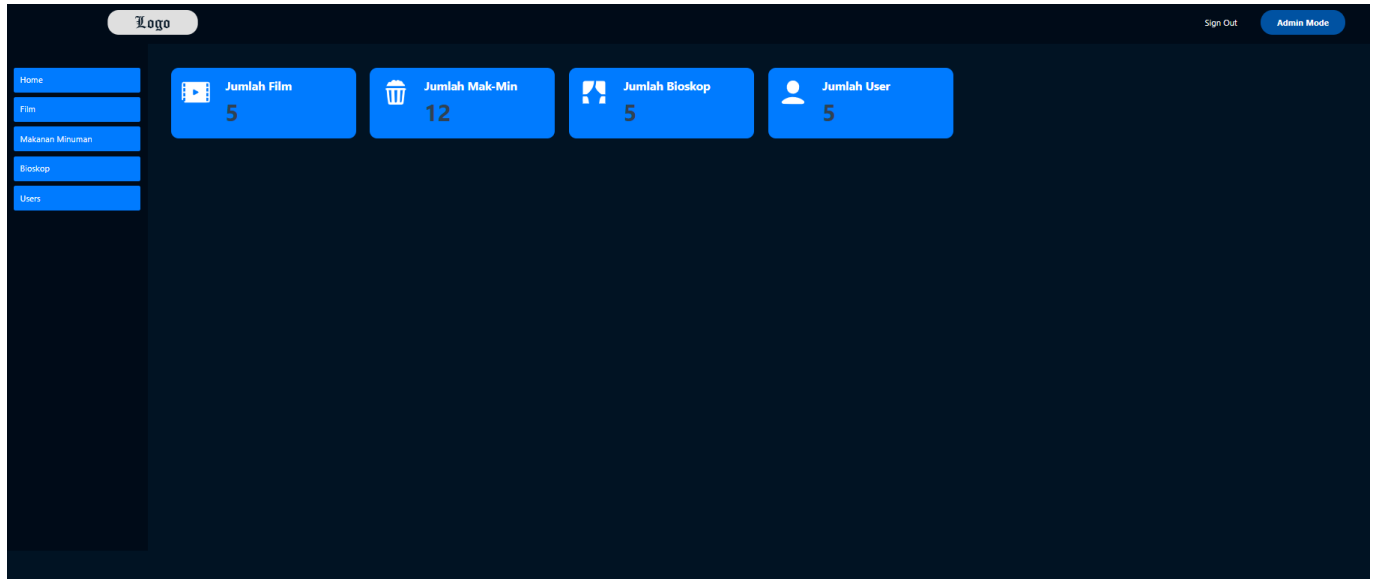 Logo
Sign Out
Admin Mode
Home
Film
Makanan Minuman
Bioskop
Users
Jumlah Film
5
Jumlah Mak-Min
12
Jumlah Bioskop
5
Jumlah User
5